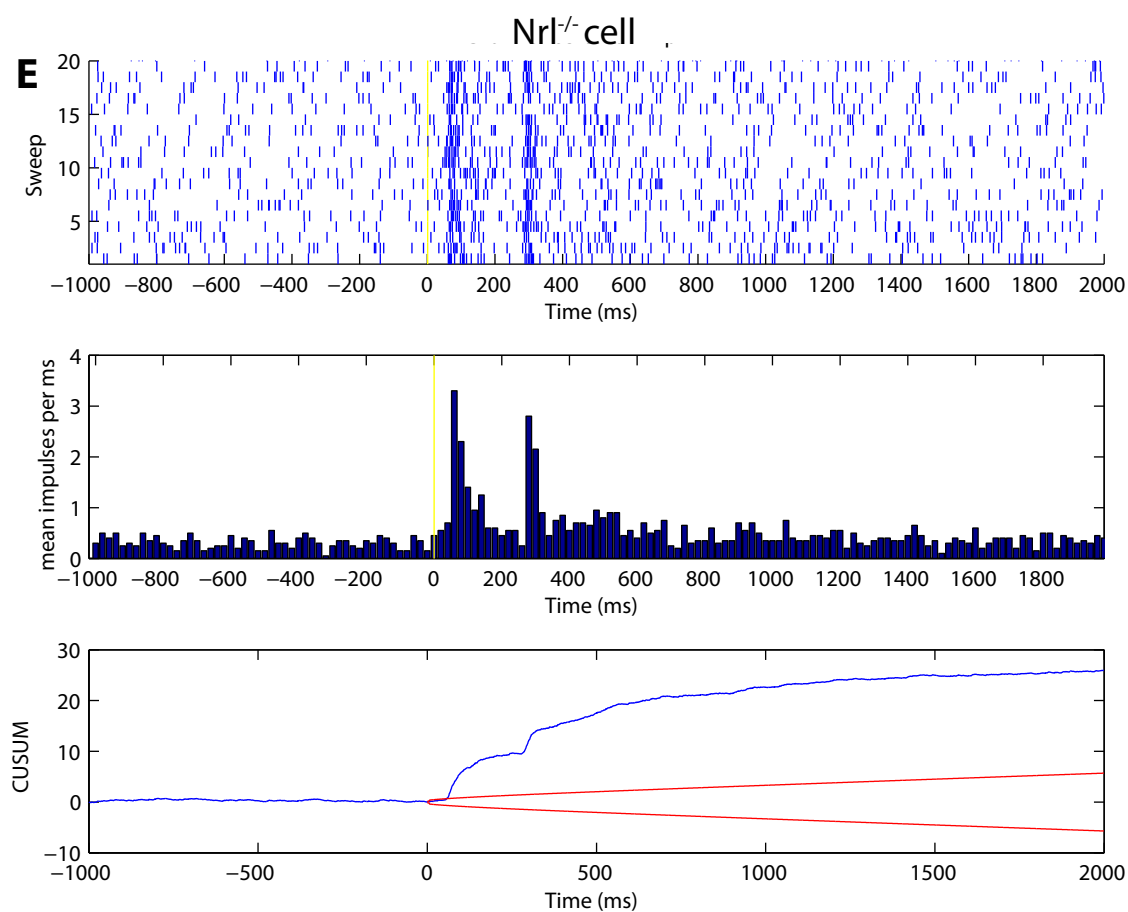 Nrl-/- cell
E
20
15
10
5
Sweep
−1000 −800 −600 −400 −200 0 200 400 600 800 1000 1200 1400 1600 1800 2000
Time (ms)
4
3
2
1
0
mean impulses per ms
−1000 −800 −600 −400 −200 0 200 400 600 800 1000 1200 1400 1600 1800
Time (ms)
30
20
10
0
−10
CUSUM
−1000 −500 0 500 1000 1500 2000
Time (ms)